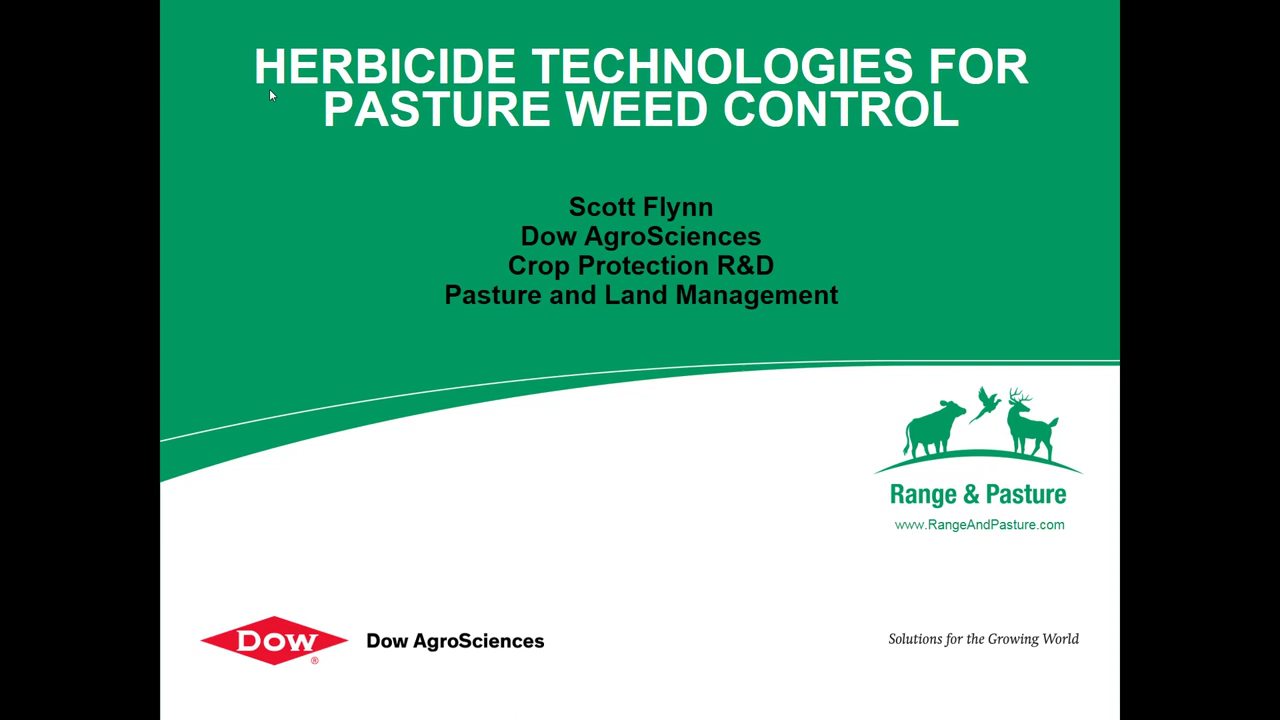 HERBICIDE TECHNOLOGIES FOR
PASTURE WEED CONTROL
Scott Flynn
Dow AgroSciences
Crop Protection R&D
Pasture and Land Management
Range & Pasture
www.RangeAndPasture.com
DOW ® Dow AgroSciences
Solutions for the Growing World